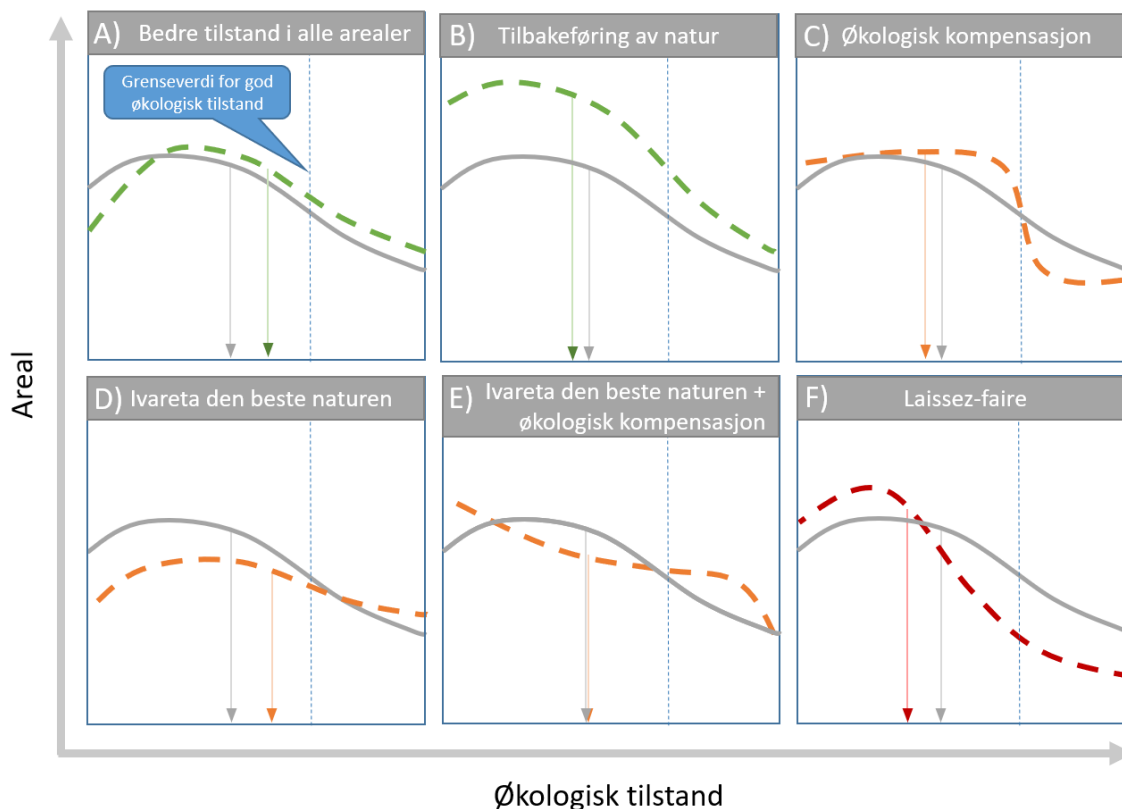 A) Bedre tilstand i alle arealer
Grenseverdi for god
økologisk tilstand
B) Tilbakeføring av natur
C) Økologisk kompensasjon
D) Ivareta den beste naturen
E) Ivareta den beste naturen +
økologisk kompensasjon
F) Laissez-faire
Areal
Økologisk tilstand